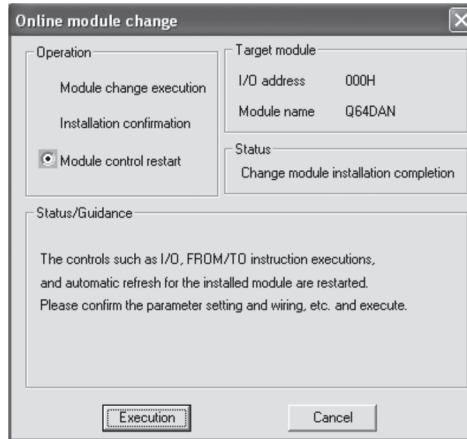 Online module change
Operation
Module change execution
Installation confirmation
Module control restart
Target module
I/O address 000H
Module name Q64DAN
Status
Change module installation completion
Status/Guidance
The controls such as I/O, FROM/TO instruction executions,
and automatic refresh for the installed module are restarted.
Please confirm the parameter setting and wiring, etc. and execute.
Execution
Cancel